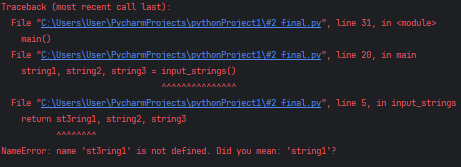 Traceback (most recent call last):
File "C:\Users\User\PycharmProjects\pythonProject1\#2 final.py", line 31, in <module>
main()
File "C:\Users\User\PycharmProjects\pythonProject1\#2 final.py", line 20, in main
string1, string2, string3 = input_strings()
^^^^^^^^^^^^^^^
File "C:\Users\User\PycharmProjects\pythonProject1\#2 final.py", line 5, in input_strings
return st3ring1, string2, string3
^^^^^^^^
NameError: name 'st3ring1' is not defined. Did you mean: 'string1'?